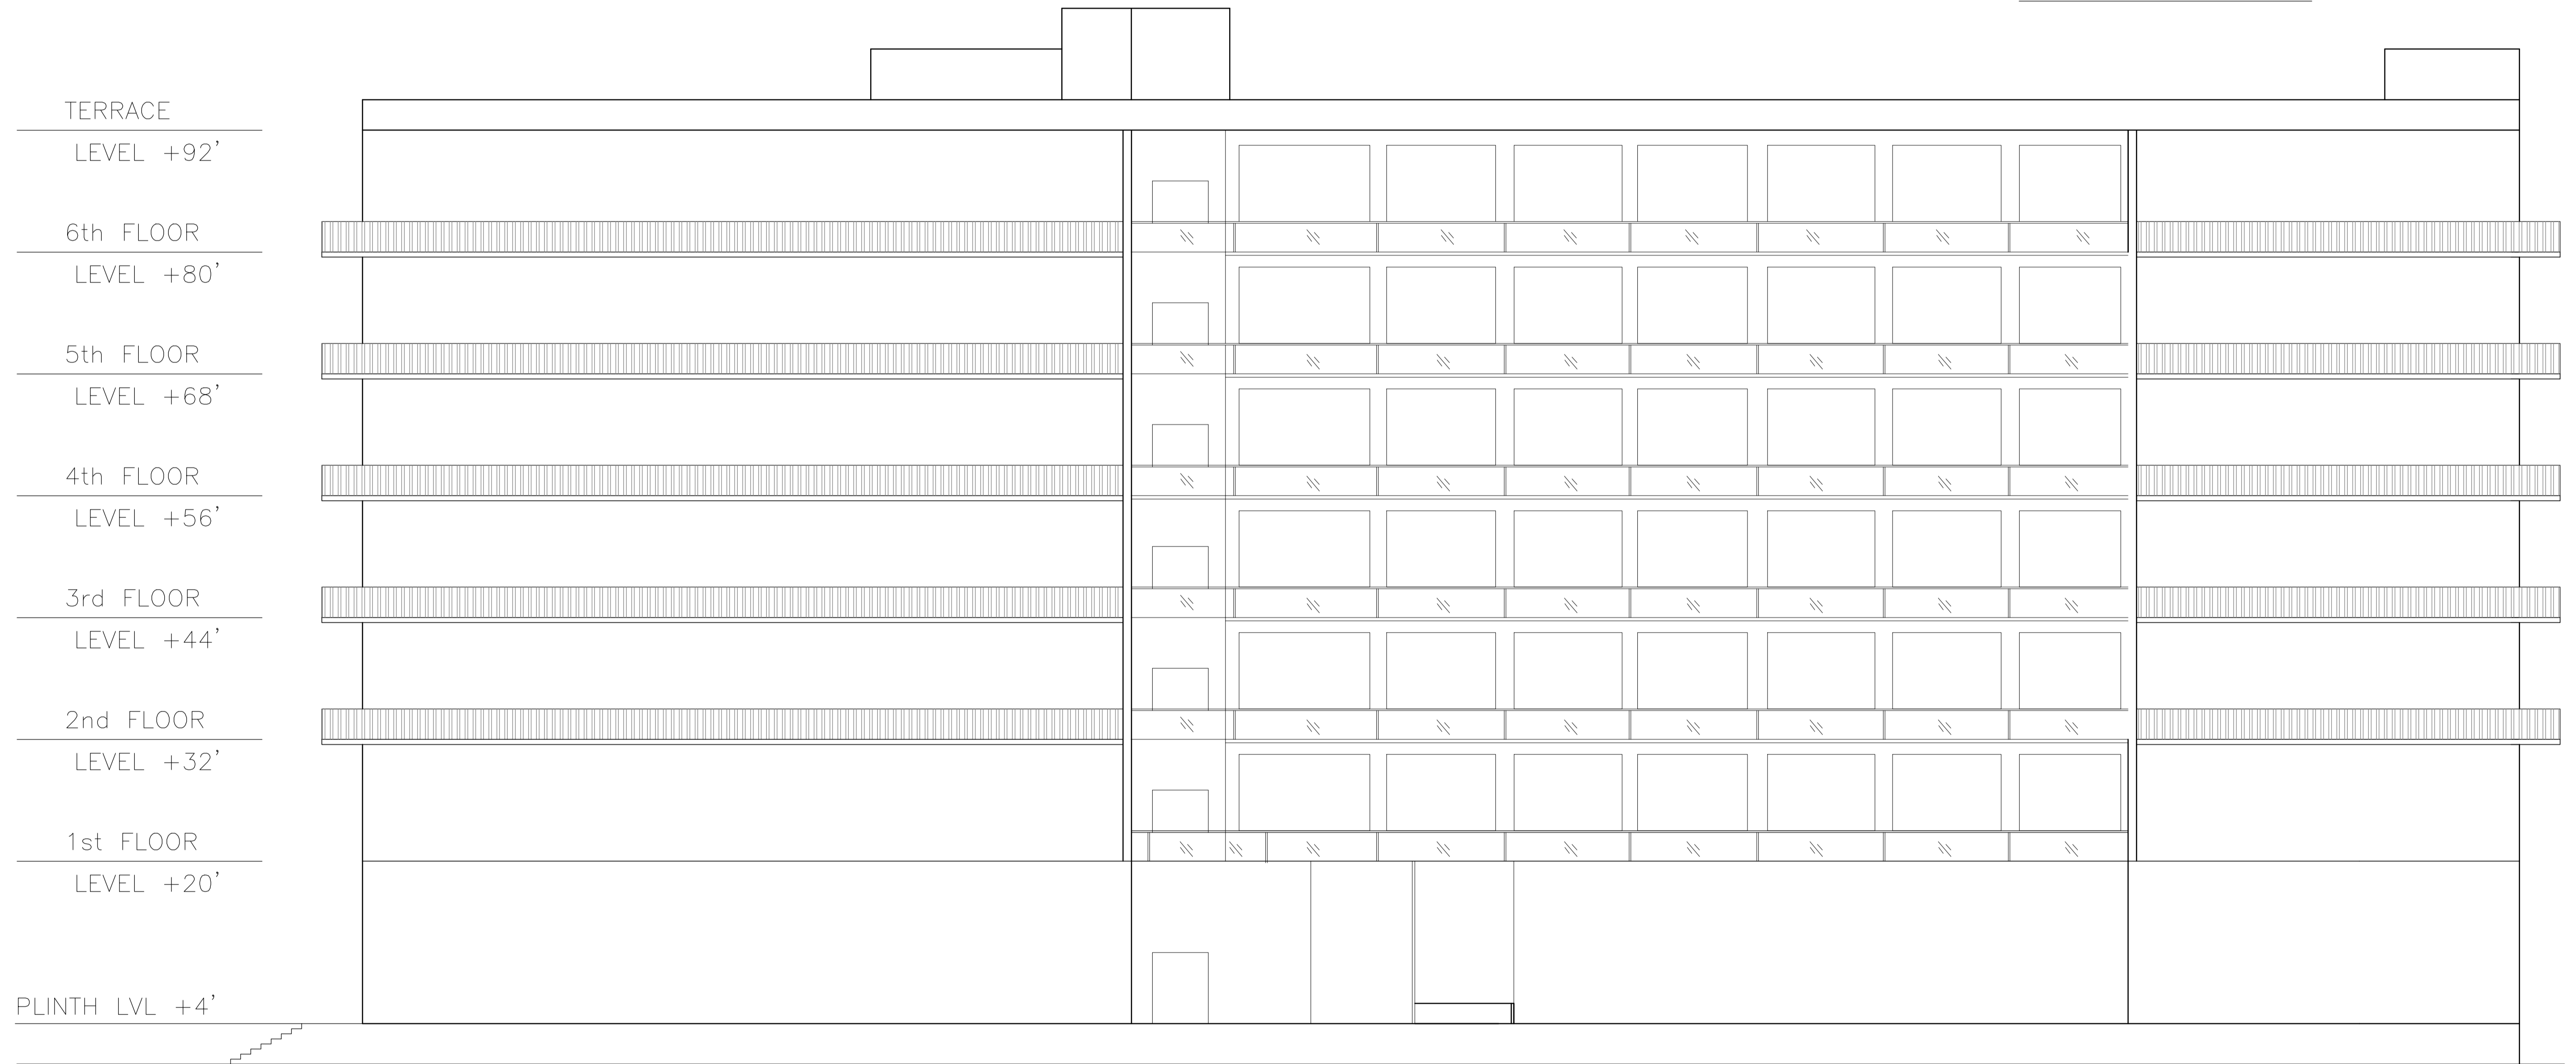 TERRACE
LEVEL +92'
6th FLOOR
LEVEL +80'
5th FLOOR
LEVEL +68'
4th FLOOR
LEVEL +56'
3rd FLOOR
LEVEL +44'
2nd FLOOR
LEVEL +32'
1st FLOOR
LEVEL +20'
PLINTH LVL +4'